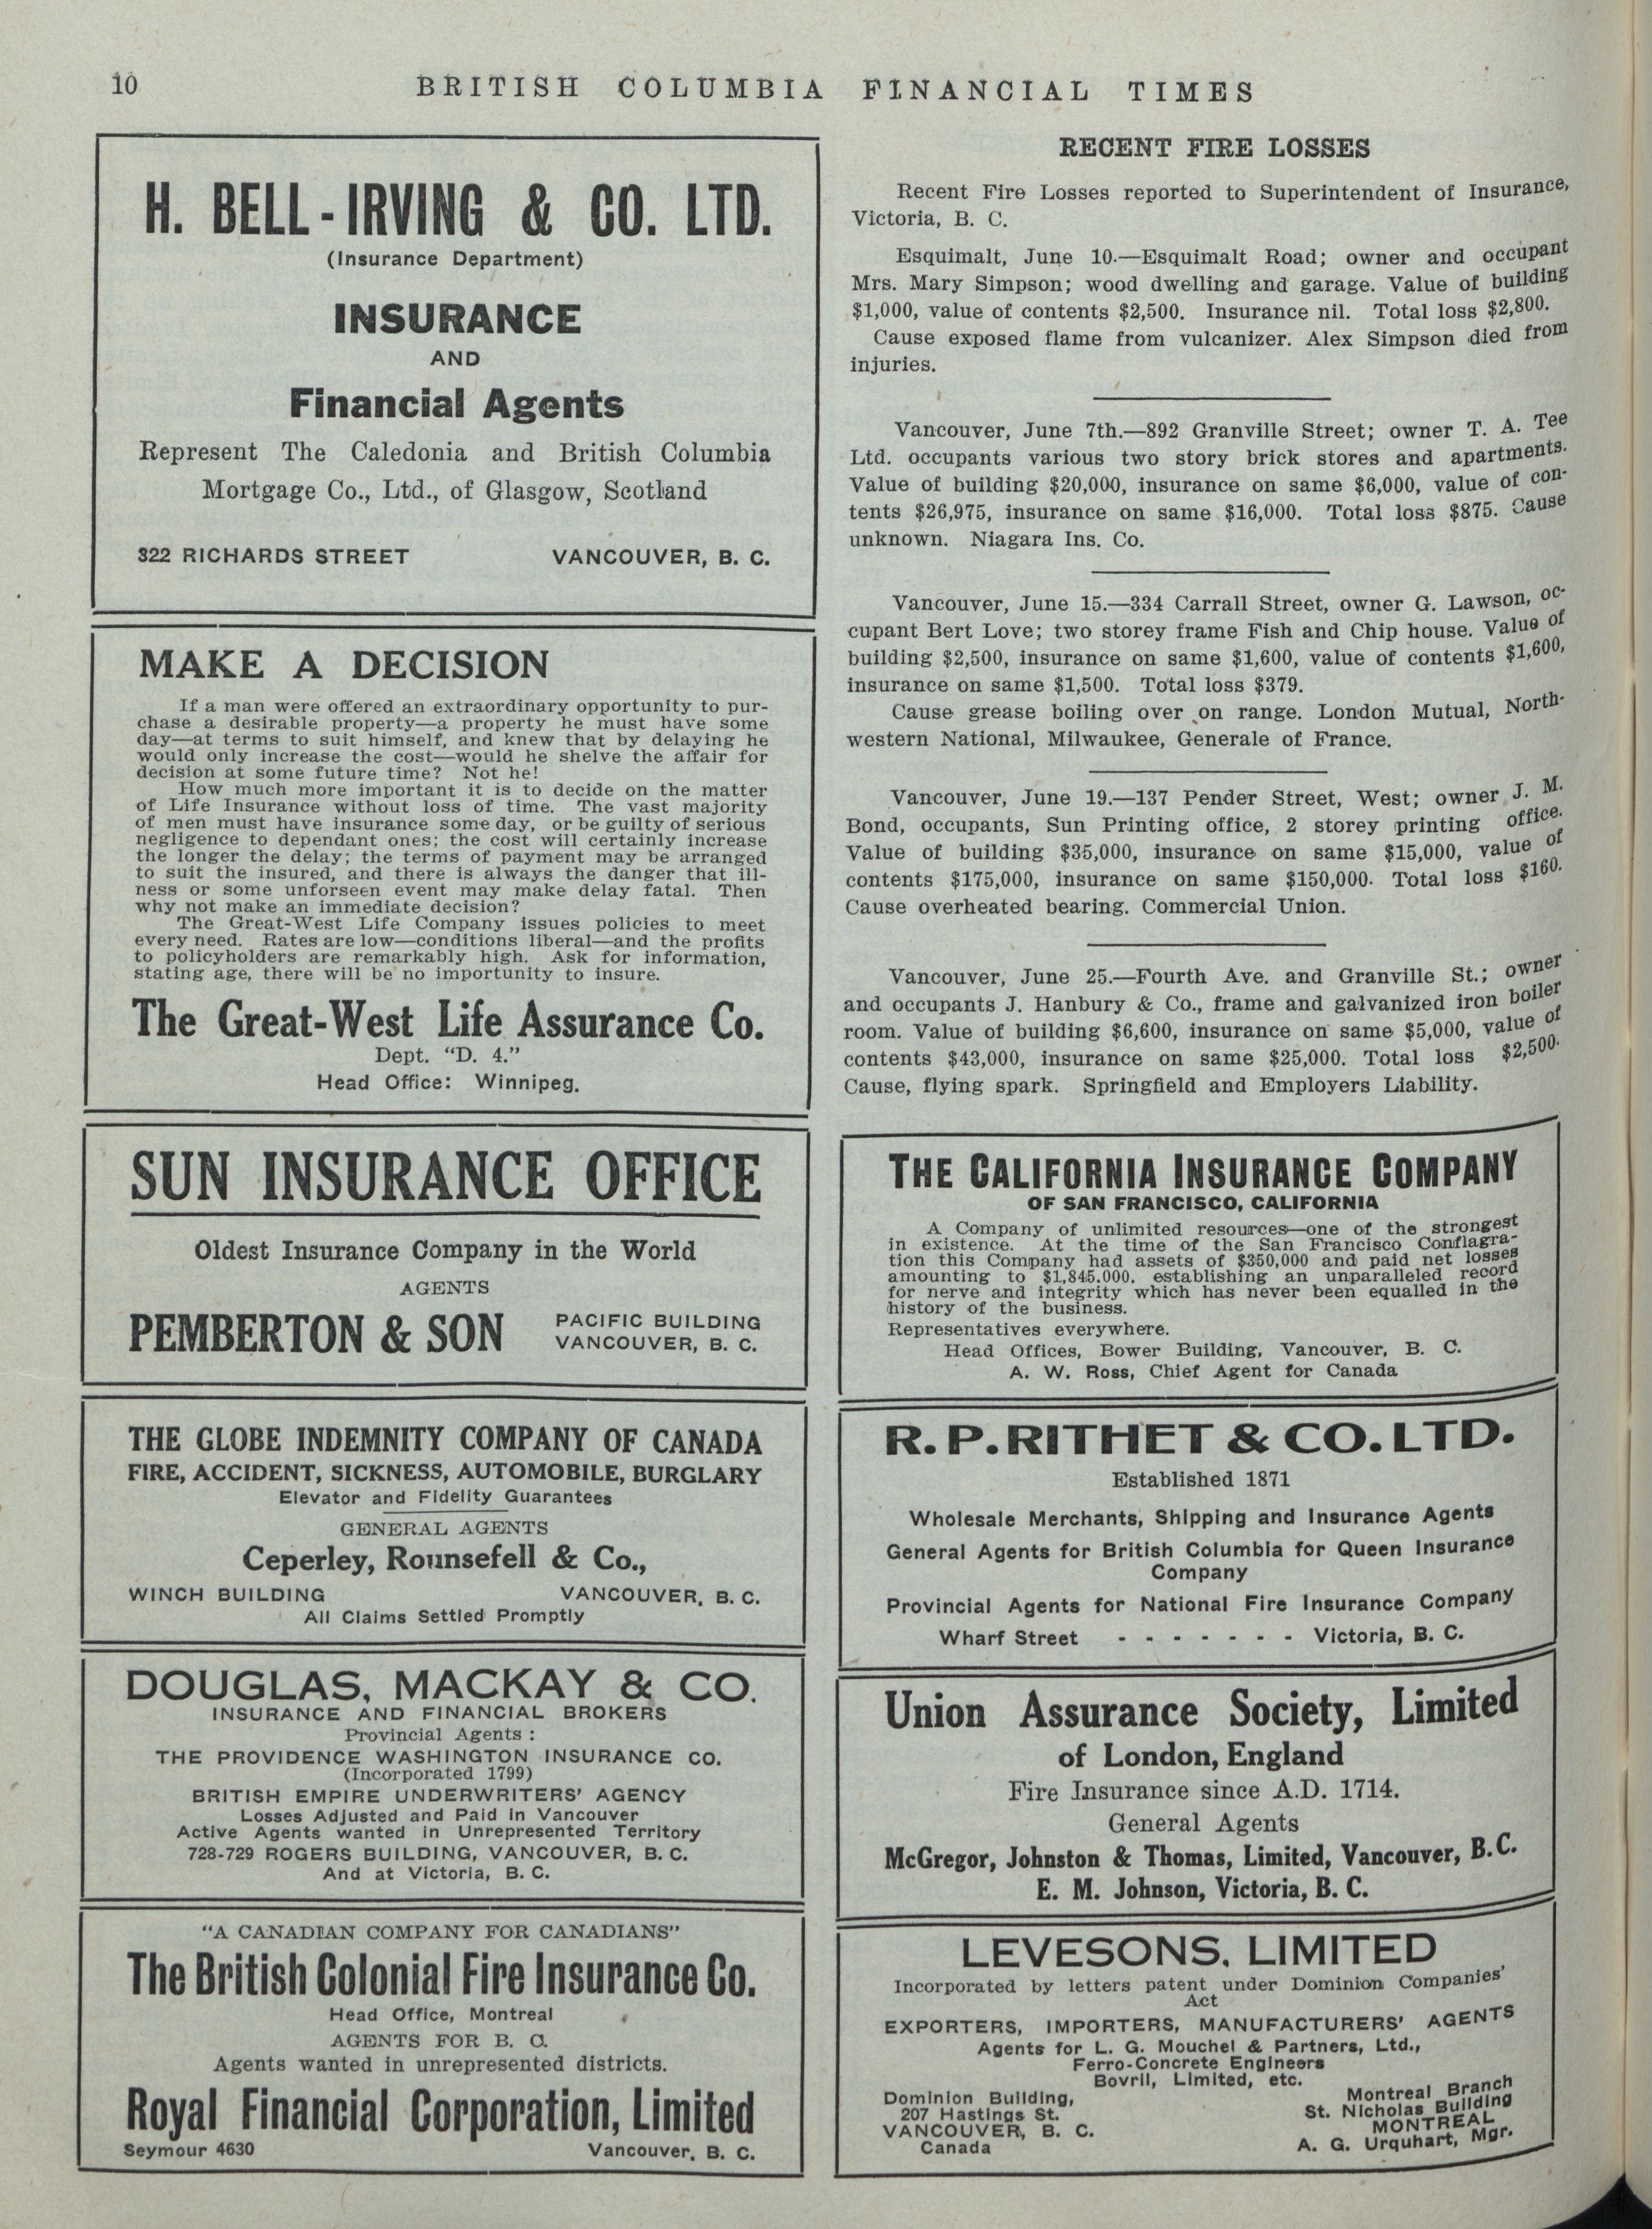 10
BRITISH COLUMBIA FINANCIAL TIMES
H. BELL-IRVING & CO. LTD.
(Insurance Department)
INSURANCE
AND
Financial Agents
Represent The Caledonia and British Columbia
Mortgage Co., Ltd., of Glasgow, Scotland
322 RICHARDS STREET VANCOUVER, B. C.
MAKE A DECISION
If a man were offered an extraordinary opportunity to pur-
chase a desirable property—a property he must have some
day—at terms to suit himself, and knew that by delaying he
would only increase the cost—would he shelve the affair for
decision at some future time? Not he!
How much more important it is to decide on the matter
of Life Insurance without loss of time. The vast majority
of men must have insurance some day, or be guilty of serious
negligence to dependant ones; the cost will certainly increase
the longer the delay; the terms of payment may be arranged
to suit the insured, and there is always the danger that ill-
ness or some unforseen event may make delay fatal. Then
why not make an immediate decision?
The Great-West Life Company issues policies to meet
every need. Rates are low—conditions liberal—and the profits
to policyholders are remarkably high. Ask for information,
stating age, there will be no importunity to insure.
The Great-West Life Assurance Co.
Dept. "D. 4."
Head Office: Winnipeg.
SUN INSURANCE OFFICE
Oldest Insurance Company in the World
AGENTS
PEMBERTON & SON
PACIFIC BUILDING
VANCOUVER, B. C.
THE GLOBE INDEMNITY COMPANY OF CANADA
FIRE, ACCIDENT, SICKNESS, AUTOMOBILE, BURGLARY
Elevator and Fidelity Guarantees
GENERAL AGENTS
Ceperley, Rounsefell & Co.,
WINCH BUILDING VANCOUVER, B. C.
All Claims Settled Promptly
DOUGLAS, MACKAY & CO.
INSURANCE AND FINANCIAL BROKERS
Provincial Agents :
THE PROVIDENCE WASHINGTON INSURANCE CO.
(Incorporated 1799)
BRITISH EMPIRE UNDERWRITERS' AGENCY
Losses Adjusted and Paid in Vancouver
Active Agents wanted in Unrepresented Territory
728-729 ROGERS BUILDING, VANCOUVER, B. C.
And at Victoria, B. C.
"A CANADIAN COMPANY FOR CANADIANS"
The British Colonial Fire Insurance Co.
Head Office, Montreal
AGENTS FOR B. C.
Agents wanted in unrepresented districts.
Royal Financial Corporation, Limited
Seymour 4630 Vancouver, B. C.
RECENT FIRE LOSSES
Recent Fire Losses reported to Superintendent of Insurance,
Victoria, B. C.
Esquimalt, June 10.—Esquimalt Road; owner and occupant
Mrs. Mary Simpson; wood dwelling and garage. Value of building
$1,000, value of contents $2,500. Insurance nil. Total loss $2,800.
Cause exposed flame from vulcanizer. Alex Simpson died from
injuries.
Vancouver, June 7th.—892 Granville Street; owner T. A. Tee
Ltd. occupants various two story brick stores and apartments.
Value of building $20,000, insurance on same $6,000, value of con-
tents $26,975, insurance on same $16,000. Total loss $875. Cause
unknown. Niagara Ins. Co.
Vancouver, June 15.—334 Carrall Street, owner G. Lawson, oc-
cupant Bert Love; two storey frame Fish and Chip house. Value of
building $2,500, insurance on same $1,600, value of contents $1,600,
insurance on same $1,500. Total loss $379.
Cause grease boiling over on range. London Mutual, North-
western National, Milwaukee, Generale of France.
Vancouver, June 19.—137 Pender Street, West; owner J. M.
Bond, occupants, Sun Printing office, 2 storey printing office.
Value of building $35,000, insurance on same $15,000, value of
contents $175,000, insurance on same $150,000. Total loss $160.
Cause overheated bearing. Commercial Union.
Vancouver, June 25.—Fourth Ave. and Granville St.; owner
and occupants J. Hanbury & Co., frame and galvanized iron boiler
room. Value of building $6,600, insurance on same $5,000, value of
contents $43,000, insurance on same $25,000. Total loss $2,500.
Cause, flying spark. Springfield and Employers Liability.
THE CALIFORNIA INSURANCE COMPANY
OF SAN FRANCISCO, CALIFORNIA
A Company of unlimited resources—one of the strongest
in existence. At the time of the San Francisco Conflagra-
tion this Company had assets of $350,000 and paid net losses
amounting to $1,845.000. establishing an unparalleled record
for nerve and integrity which has never been equalled in the
history of the business.
Representatives everywhere.
Head Offices, Bower Building, Vancouver, B. C.
A. W. Ross, Chief Agent for Canada
R. P. RITHET & CO. LTD.
Established 1871
Wholesale Merchants, Shipping and Insurance Agents
General Agents for British Columbia for Queen Insurance
Company
Provincial Agents for National Fire Insurance Company
Wharf Street - - - - - - - Victoria, B. C.
Union Assurance Society, Limited
of London, England
Fire Insurance since A.D. 1714.
General Agents
McGregor, Johnston & Thomas, Limited, Vancouver, B.C.
E. M. Johnson, Victoria, B. C.
LEVESONS, LIMITED
Incorporated by letters patent under Dominion Companies'
Act
EXPORTERS, IMPORTERS, MANUFACTURERS' AGENTS
Agents for L. G. Mouchel & Partners, Ltd.,
Ferro-Concrete Engineers
Bovril, Limited, etc.
Dominion Building,
207 Hastings St.
VANCOUVER, B. C.
Canada
Montreal Branch
St. Nicholas Building
MONTREAL
A. G. Urquhart, Mgr.